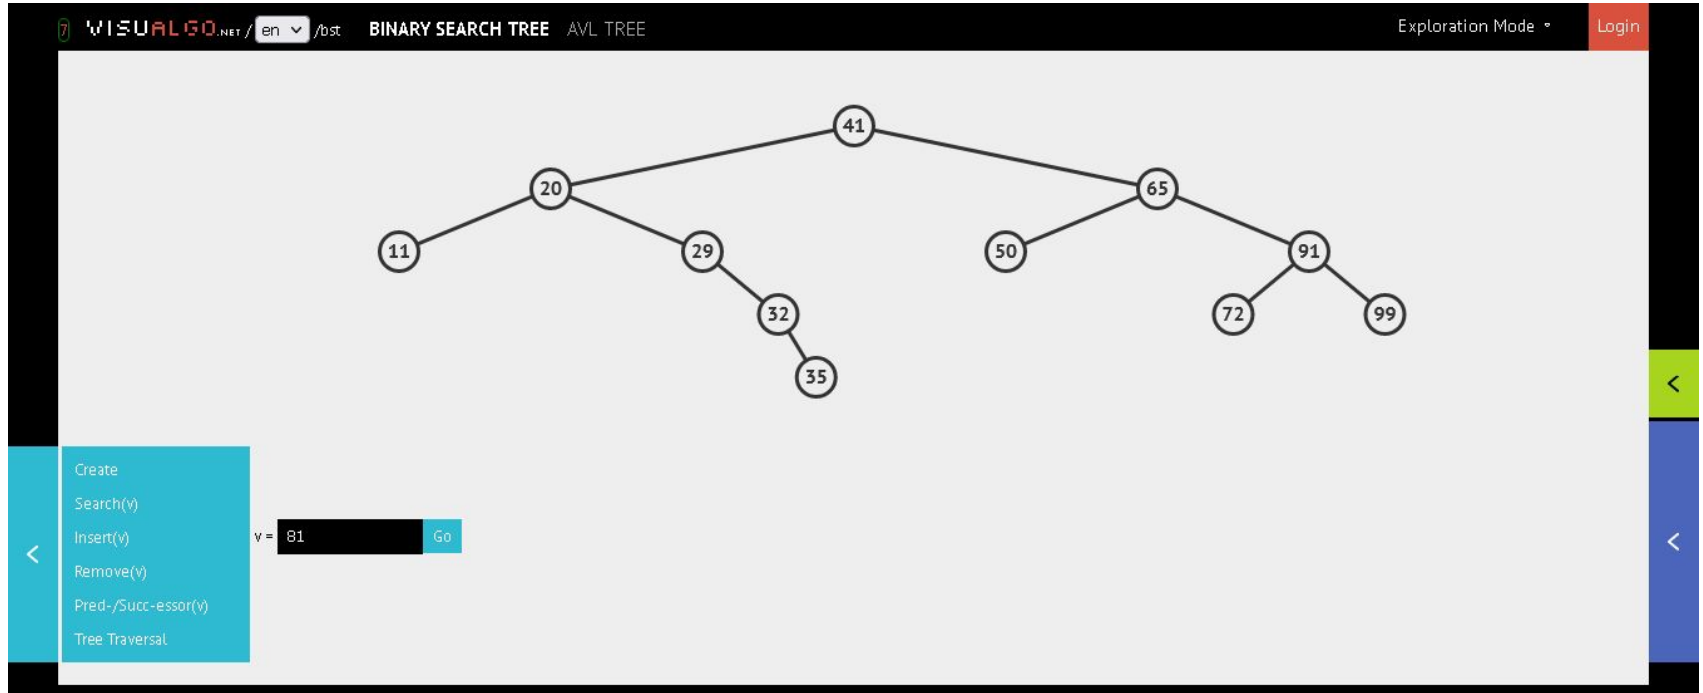 7 VISUALGO.NET / en /bst BINARY SEARCH TREE AVL TREE Exploration Mode Login
41
20 65
11 29 50 91
32 72 99
35
Create
Search(v)
Insert(v) v = 81 Go
Remove(v)
Pred-/Succ-essor(v)
Tree Traversal